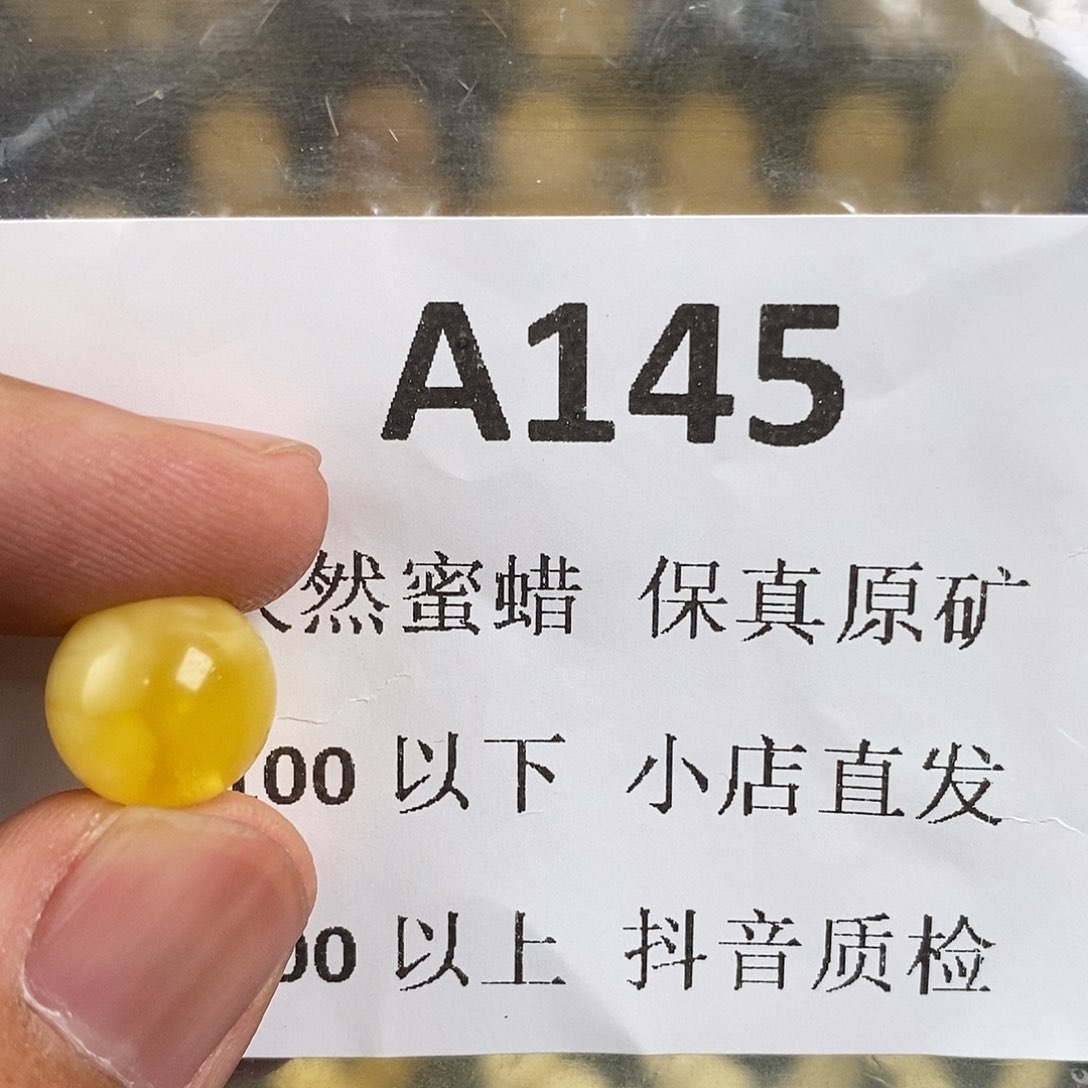 A145
然蜜蜡 保真原矿
100 以下 小店直发
00 以上 抖音质检